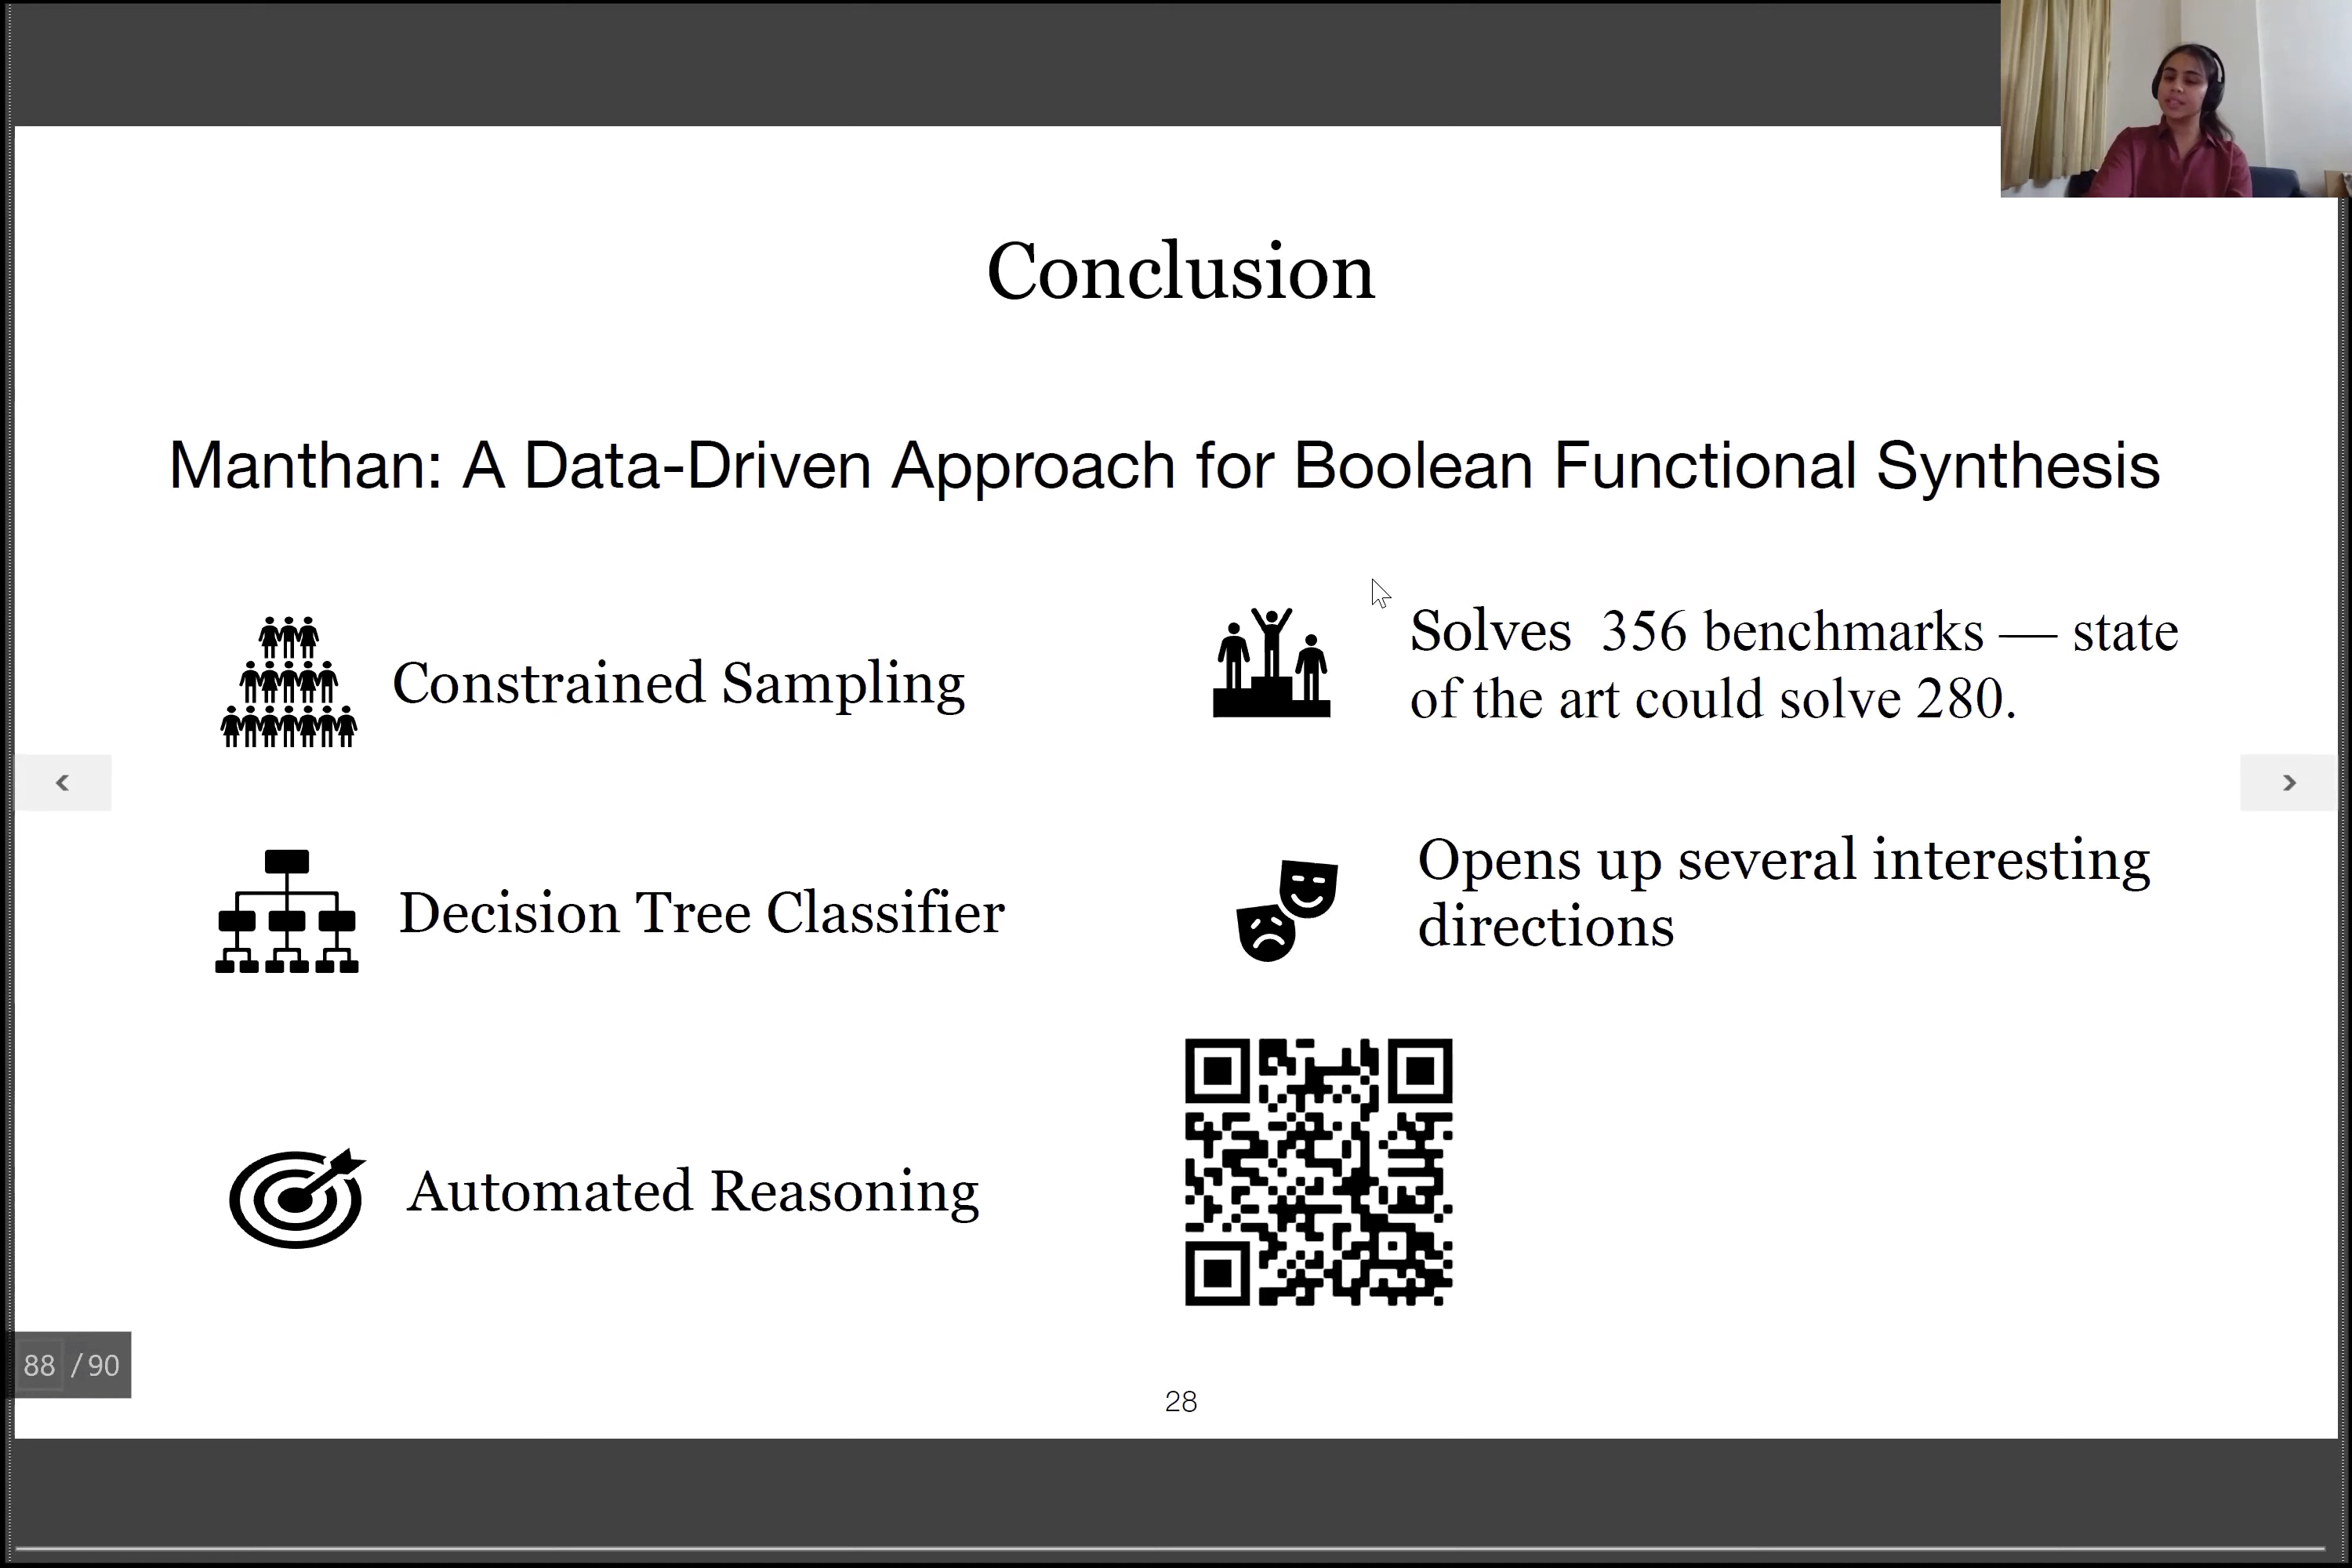 Conclusion
Manthan: A Data-Driven Approach for Boolean Functional Synthesis
Constrained Sampling
Solves 356 benchmarks — state
of the art could solve 280.
Decision Tree Classifier
Opens up several interesting
directions
Automated Reasoning
88 / 90
28